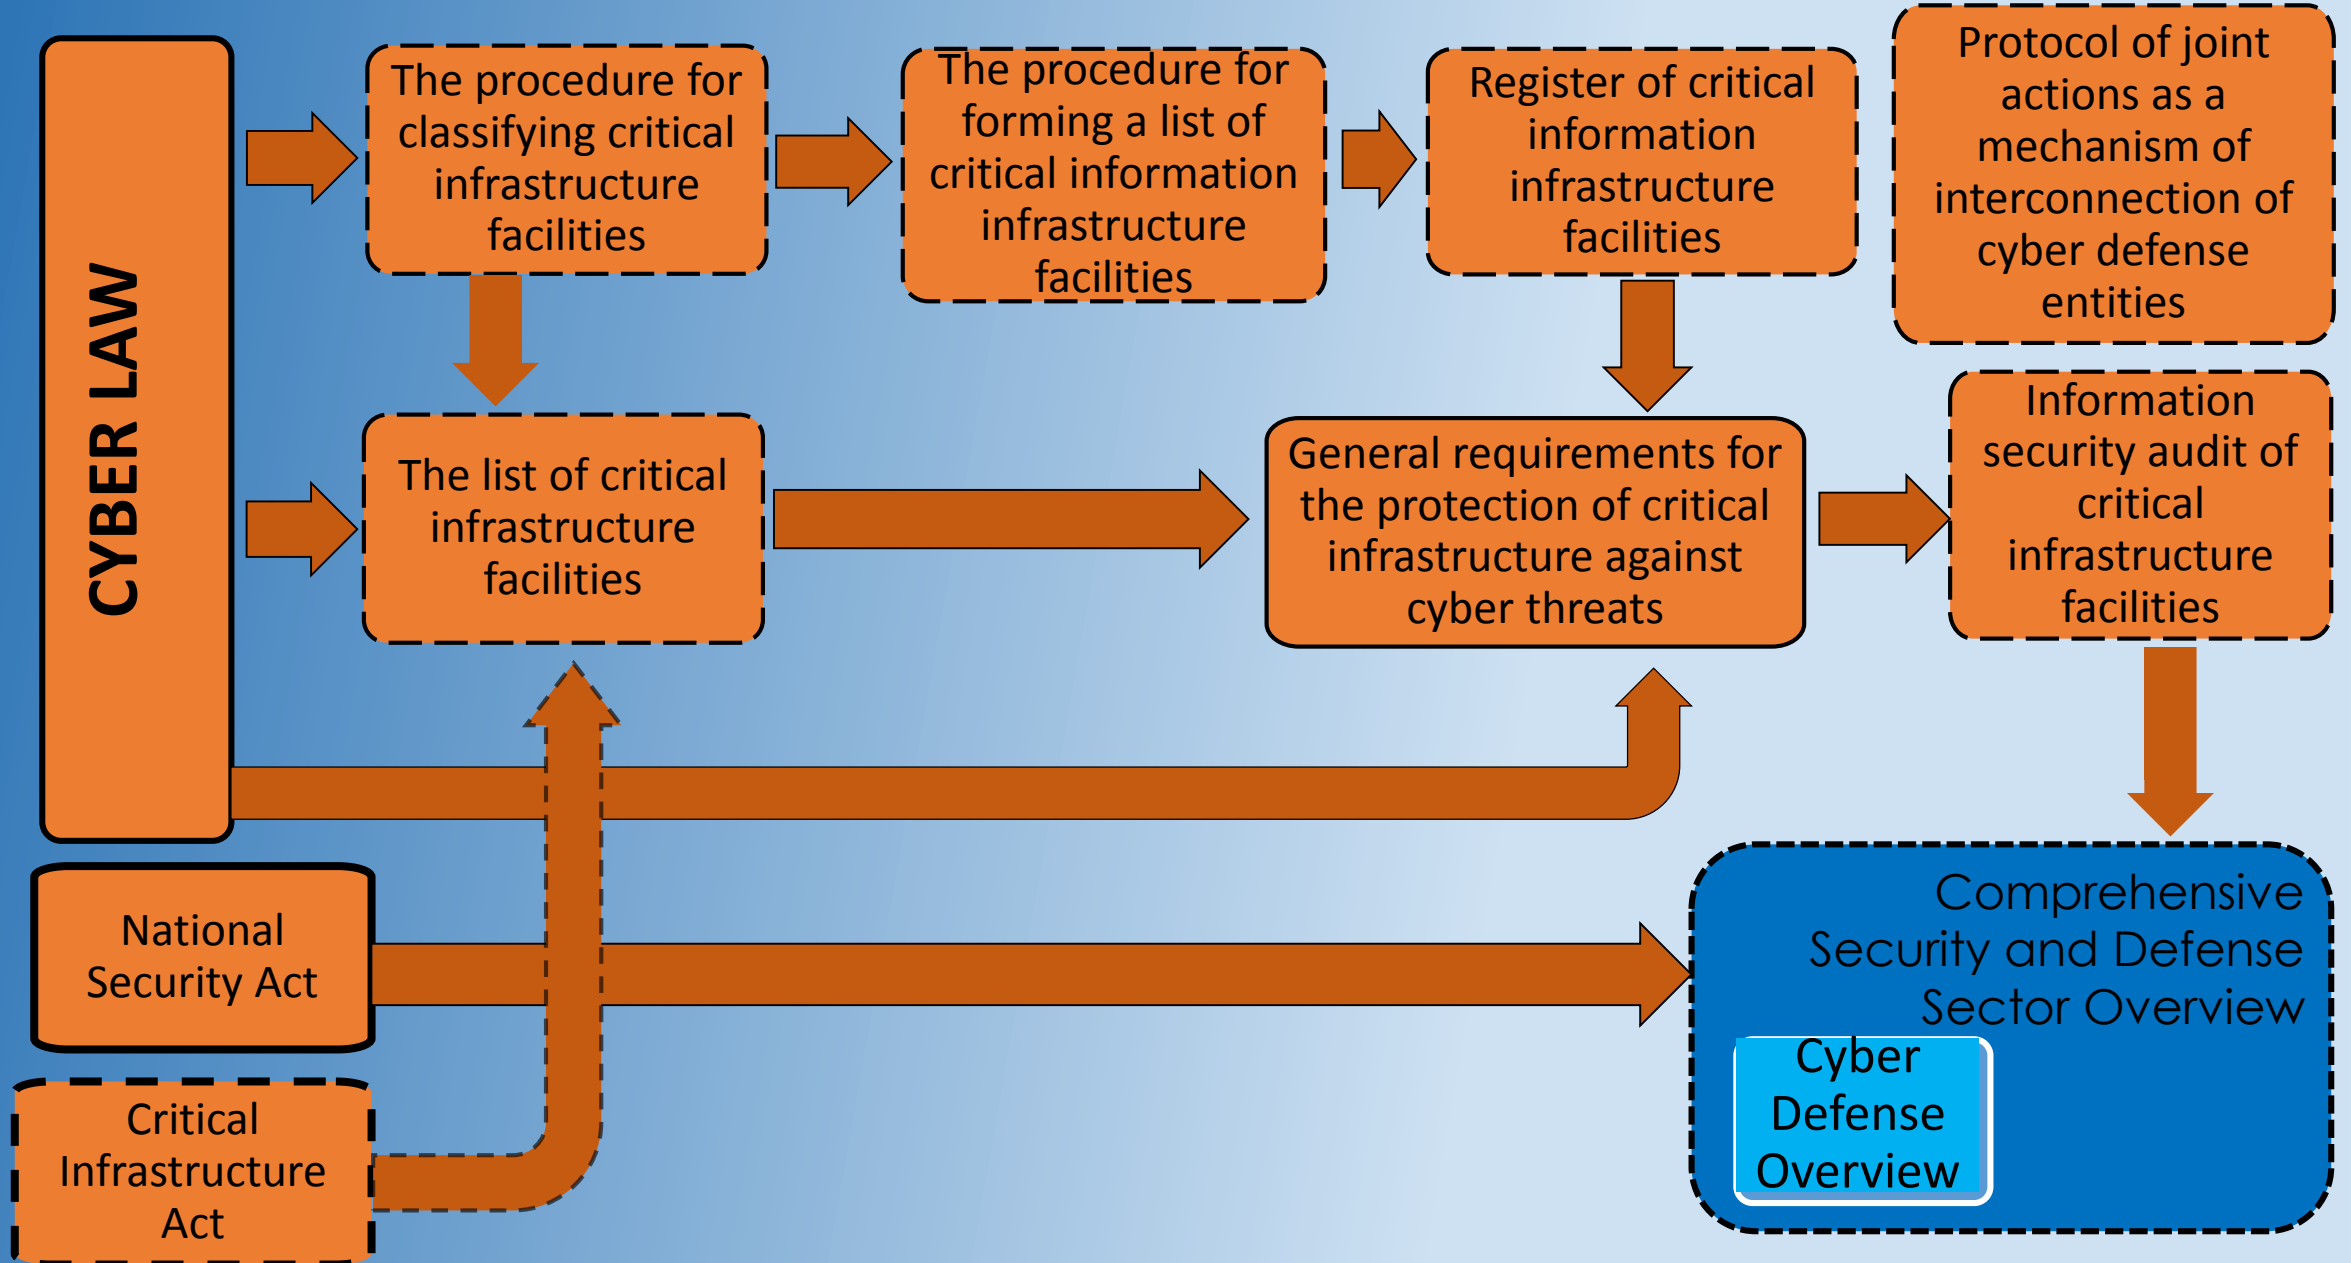 CYBER LAW
The procedure for
classifying critical
infrastructure
facilities
The procedure for
forming a list of
critical information
infrastructure
facilities
Register of critical
information
infrastructure
facilities
Protocol of joint
actions as a
mechanism of
interconnection of
cyber defense
entities
The list of critical
infrastructure
facilities
General requirements for
the protection of critical
infrastructure against
cyber threats
Information
security audit of
critical
infrastructure
facilities
National
Security Act
Critical
Infrastructure
Act
Comprehensive
Security and Defense
Sector Overview
Cyber
Defense
Overview